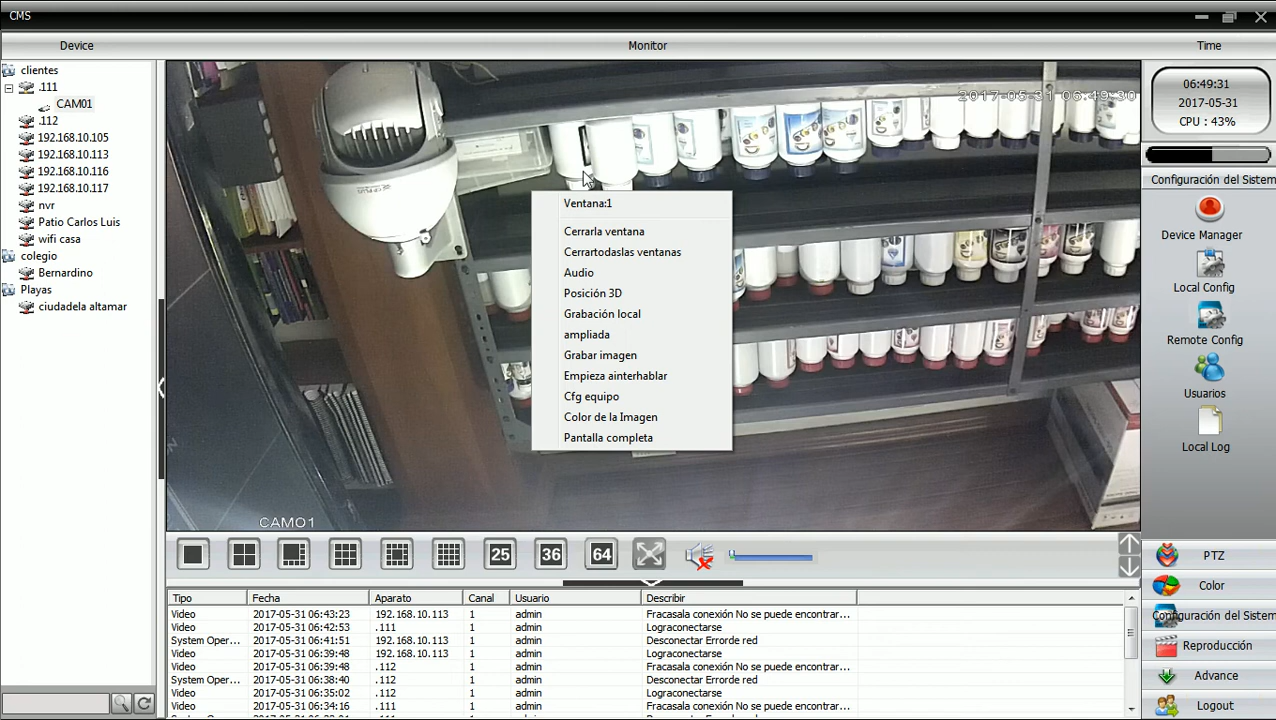 CMS
Device
Monitor
Time
clientes
.111
CAM01
.112
192.168.10.105
192.168.10.113
192.168.10.116
192.168.10.117
nvr
Patio Carlos Luis
wifi casa
colegio
Bernardino
Playas
ciudadela altamar
2017-05-31 06:49:30
CAM01
Ventana:1
Cerrarla ventana
Cerrartodaslas ventanas
Audio
Posición 3D
Grabación local
ampliada
Grabar imagen
Empieza ainterhablar
Cfg equipo
Color de la Imagen
Pantalla completa
06:49:31
2017-05-31
CPU : 43%
Configuración del Sistem
Device Manager
Local Config
Remote Config
Usuarios
Local Log
PTZ
Color
Configuración del Sistem
Reproducción
Advance
Logout
25 36 64
Tipo Fecha Aparato Canal Usuario Describir
Video 2017-05-31 06:43:23 192.168.10.113 1 admin Fracasala conexión No se puede encontrar...
Video 2017-05-31 06:42:53 .111 1 admin Lograconectarse
System Oper... 2017-05-31 06:41:51 192.168.10.113 1 admin Desconectar Errorde red
Video 2017-05-31 06:39:48 192.168.10.113 1 admin Lograconectarse
Video 2017-05-31 06:39:48 .112 1 admin Fracasala conexión No se puede encontrar...
System Oper... 2017-05-31 06:38:40 .112 1 admin Desconectar Errorde red
Video 2017-05-31 06:35:02 .112 1 admin Lograconectarse
Video 2017-05-31 06:34:16 .111 1 admin Fracasala conexión No se puede encontrar...